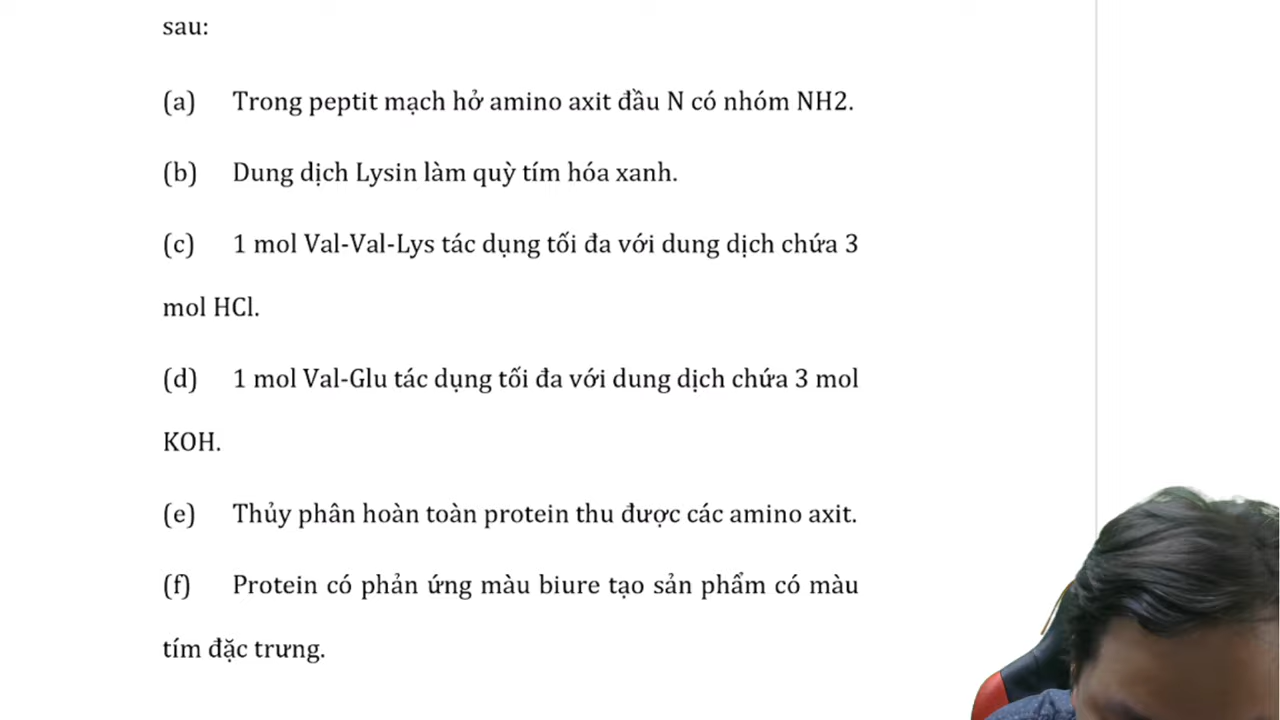 sau:
(a) Trong peptit mạch hở amino axit đầu N có nhóm NH2.
(b) Dung dịch Lysin làm quỳ tím hóa xanh.
(c) 1 mol Val-Val-Lys tác dụng tối đa với dung dịch chứa 3
mol HCl.
(d) 1 mol Val-Glu tác dụng tối đa với dung dịch chứa 3 mol
KOH.
(e) Thủy phân hoàn toàn protein thu được các amino axit.
(f) Protein có phản ứng màu biure tạo sản phẩm có màu
tím đặc trưng.